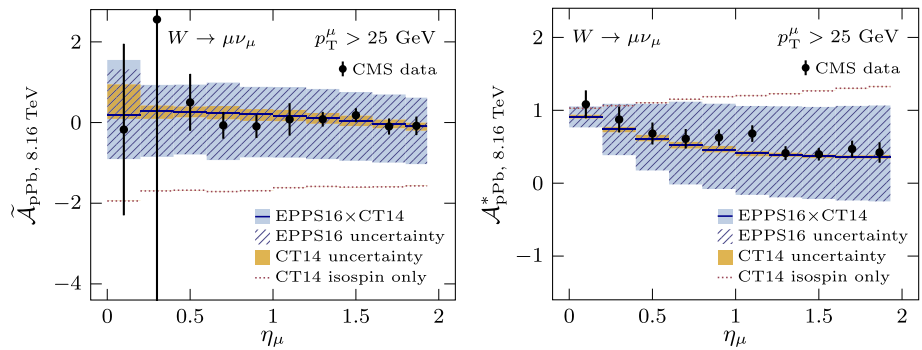 W → μν_μ p_T^μ > 25 GeV
CMS data
EPPS16×CT14
EPPS16 uncertainty
CT14 uncertainty
CT14 isospin only
2
0
−2
−4
Ã_pPb, 8.16 TeV
0 0.5 1 1.5 2
η_μ
W → μν_μ p_T^μ > 25 GeV
CMS data
EPPS16×CT14
EPPS16 uncertainty
CT14 uncertainty
CT14 isospin only
2
1
0
−1
A*_pPb, 8.16 TeV
0 0.5 1 1.5 2
η_μ